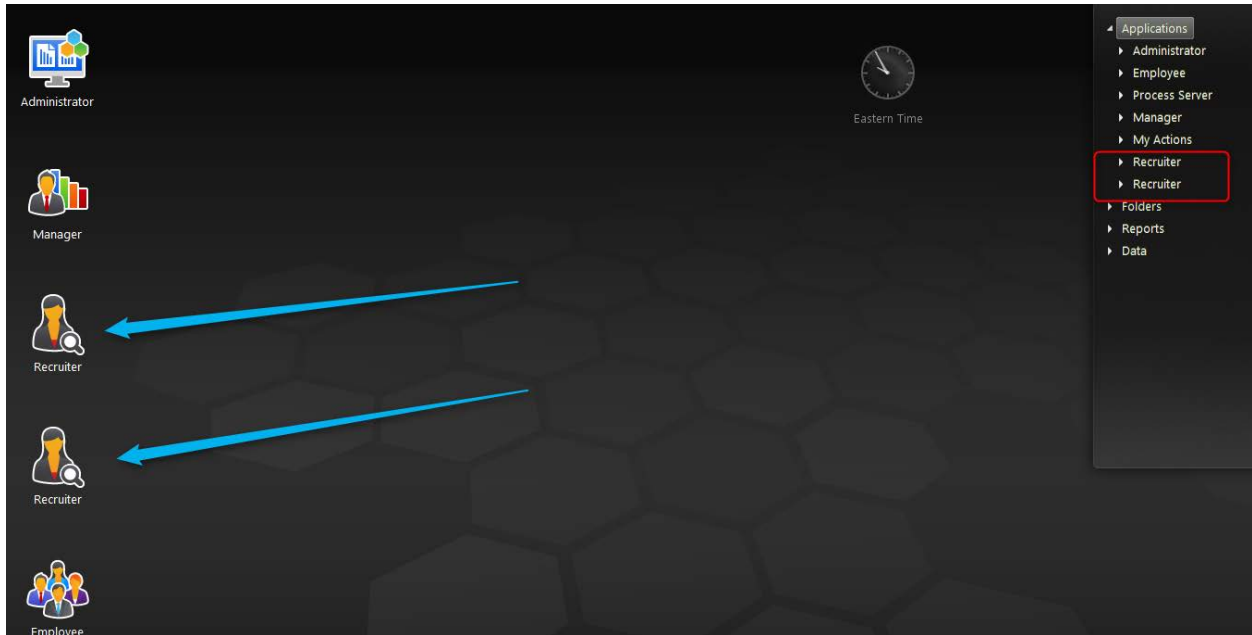 Administrator
Manager
Recruiter
Recruiter
Employee
Eastern Time
Applications
Administrator
Employee
Process Server
Manager
My Actions
Recruiter
Recruiter
Folders
Reports
Data